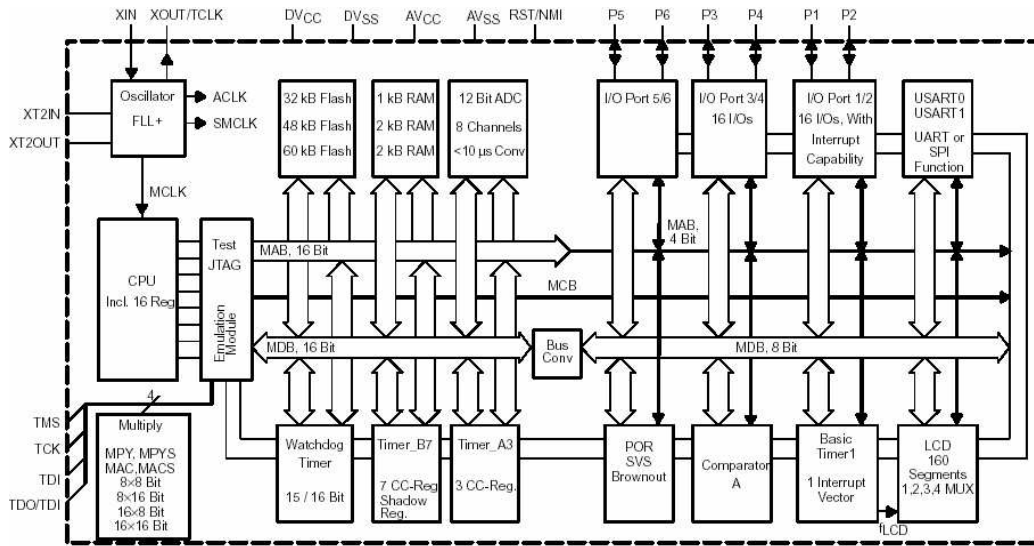 XIN XOUT/TCLK DVCC DVSS AVCC AVSS RST/NMI P5 P6 P3 P4 P1 P2
XT2IN
XT2OUT
Oscillator
FLL+
ACLK
SMCLK
MCLK
32 kB Flash
48 kB Flash
60 kB Flash
1 kB RAM
2 kB RAM
2 kB RAM
12 Bit ADC
8 Channels
<10 µs Conv
I/O Port 5/6
I/O Port 3/4
16 I/Os
I/O Port 1/2
16 I/Os, With
Interrupt
Capability
USART0
USART1
UART or
SPI
Function
CPU
Incl. 16 Reg
Test
JTAG
Emulation
Module
MAB, 16 Bit
MAB,
4 Bit
MCB
MDB, 16 Bit
Bus
Conv
MDB, 8 Bit
4
TMS
TCK
TDI
TDO/TDI
Multiply
MPY, MPYS
MAC,MACS
8×8 Bit
8×16 Bit
16×8 Bit
16×16 Bit
Watchdog
Timer
15 / 16 Bit
Timer_B7
7 CC-Reg
Shadow
Reg.
Timer_A3
3 CC-Reg.
POR
SVS
Brownout
Comparator
A
Basic
Timer1
1 Interrupt
Vector
fLCD
LCD
160
Segments
1,2,3,4 MUX